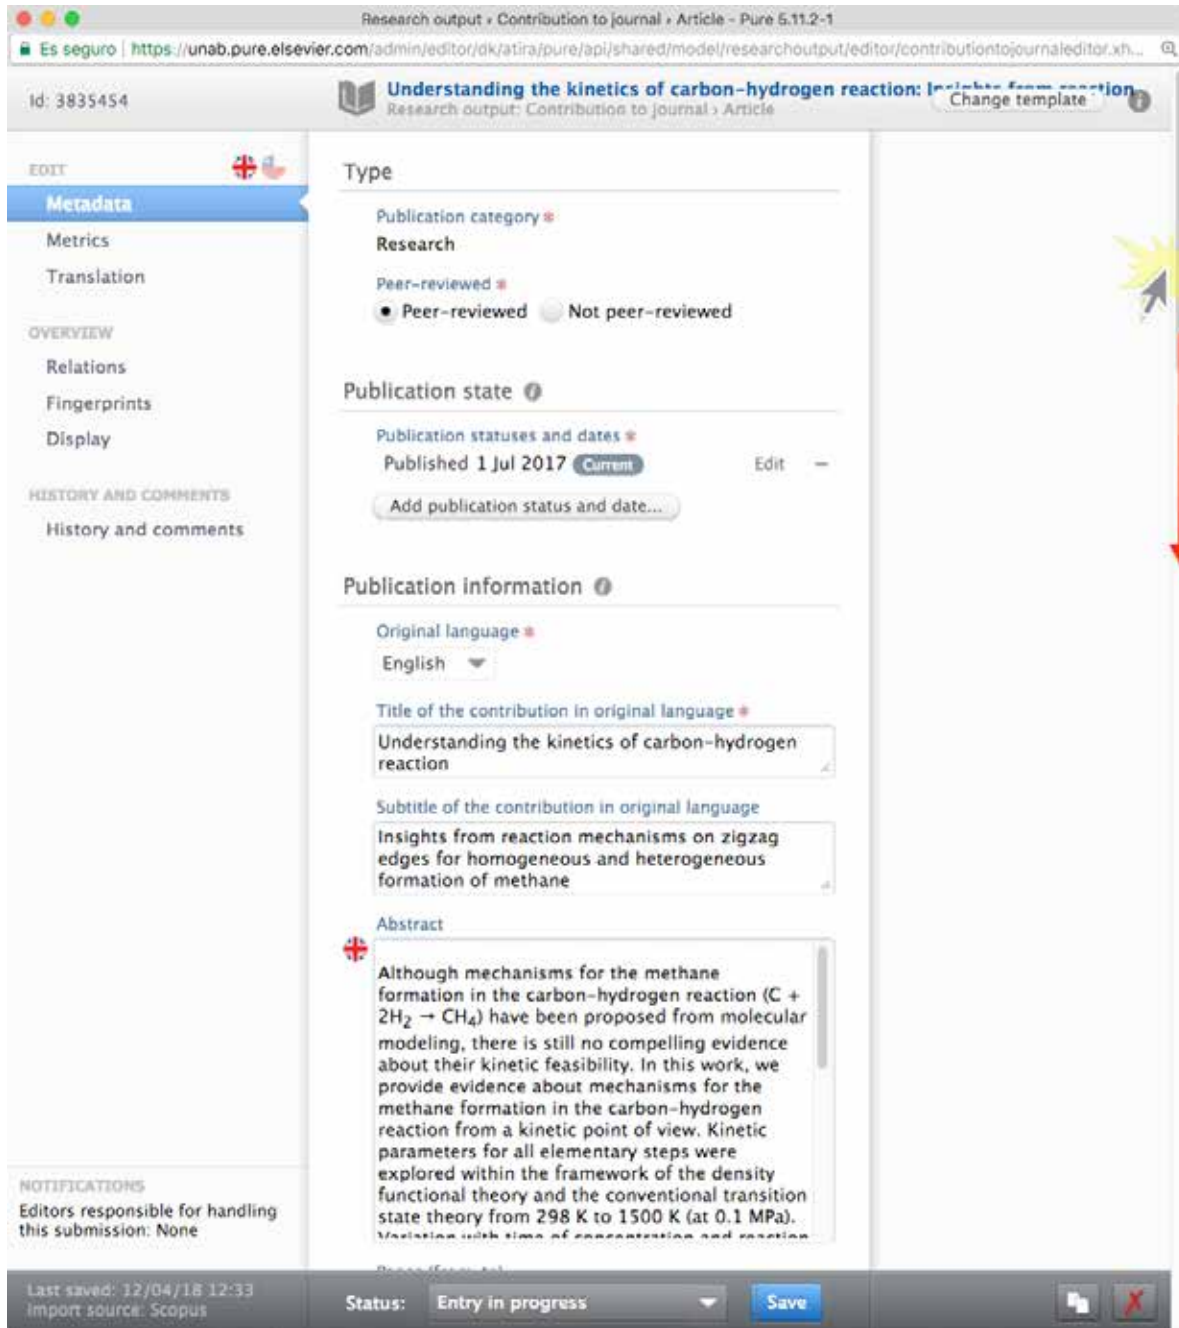 Research output › Contribution to journal › Article - Pure 5.11.2-1
Es seguro | https://unab.pure.elsevier.com/admin/editor/dk/atira/pure/api/shared/model/researchoutput/editor/contributiontojournaleditor.xh...
Id: 3835454
Understanding the kinetics of carbon-hydrogen reaction: Insights from reaction
Research output: Contribution to journal › Article
Change template
EDIT
Metadata
Metrics
Translation
OVERVIEW
Relations
Fingerprints
Display
HISTORY AND COMMENTS
History and comments
Type
Publication category *
Research
Peer-reviewed *
Peer-reviewed Not peer-reviewed
Publication state
Publication statuses and dates *
Published 1 Jul 2017 Current Edit –
Add publication status and date...
Publication information
Original language *
English
Title of the contribution in original language *
Understanding the kinetics of carbon-hydrogen
reaction
Subtitle of the contribution in original language
Insights from reaction mechanisms on zigzag
edges for homogeneous and heterogeneous
formation of methane
Abstract
Although mechanisms for the methane
formation in the carbon-hydrogen reaction (C +
2H₂ → CH₄) have been proposed from molecular
modeling, there is still no compelling evidence
about their kinetic feasibility. In this work, we
provide evidence about mechanisms for the
methane formation in the carbon-hydrogen
reaction from a kinetic point of view. Kinetic
parameters for all elementary steps were
explored within the framework of the density
functional theory and the conventional transition
state theory from 298 K to 1500 K (at 0.1 MPa).
Variation with time of concentration and reaction
NOTIFICATIONS
Editors responsible for handling
this submission: None
Last saved: 12/04/18 12:33
Import source: Scopus
Status: Entry in progress Save